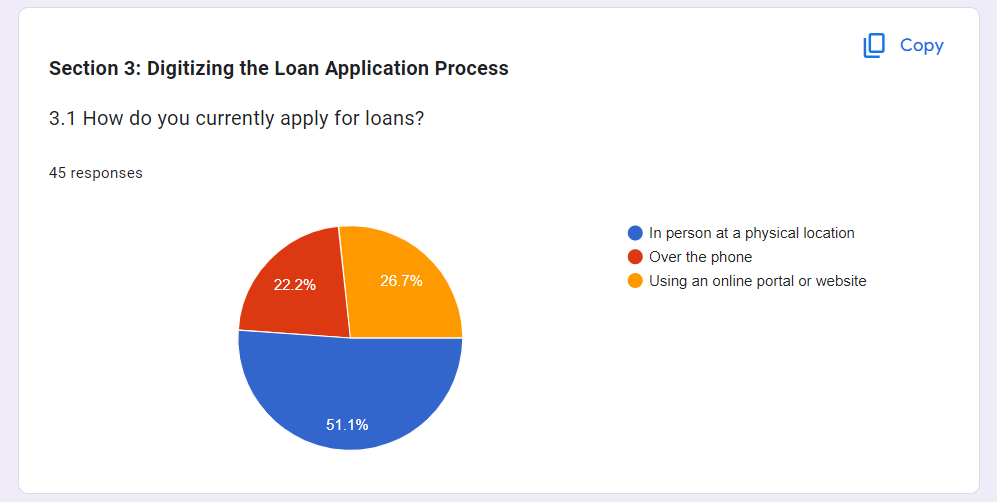 Copy
Section 3: Digitizing the Loan Application Process
3.1 How do you currently apply for loans?
45 responses
In person at a physical location
Over the phone
Using an online portal or website
22.2%
26.7%
51.1%